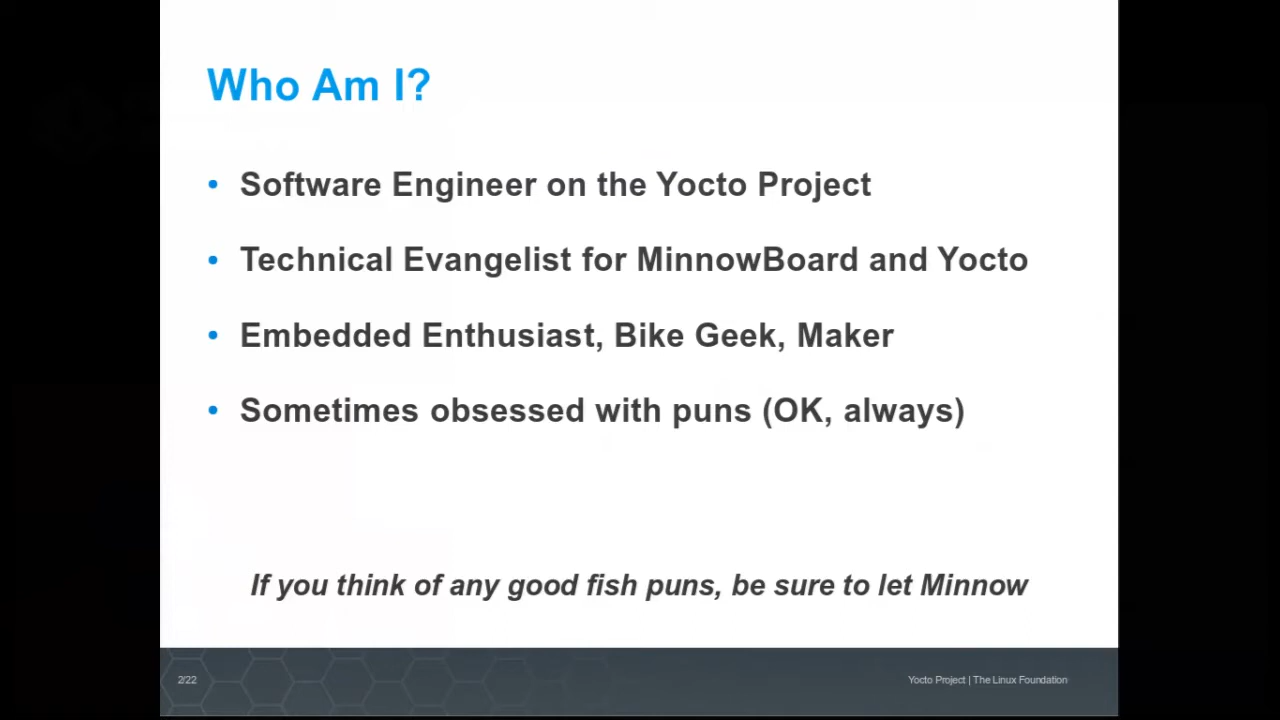 Who Am I?
• Software Engineer on the Yocto Project
• Technical Evangelist for MinnowBoard and Yocto
• Embedded Enthusiast, Bike Geek, Maker
• Sometimes obsessed with puns (OK, always)
If you think of any good fish puns, be sure to let Minnow
2/22
Yocto Project | The Linux Foundation